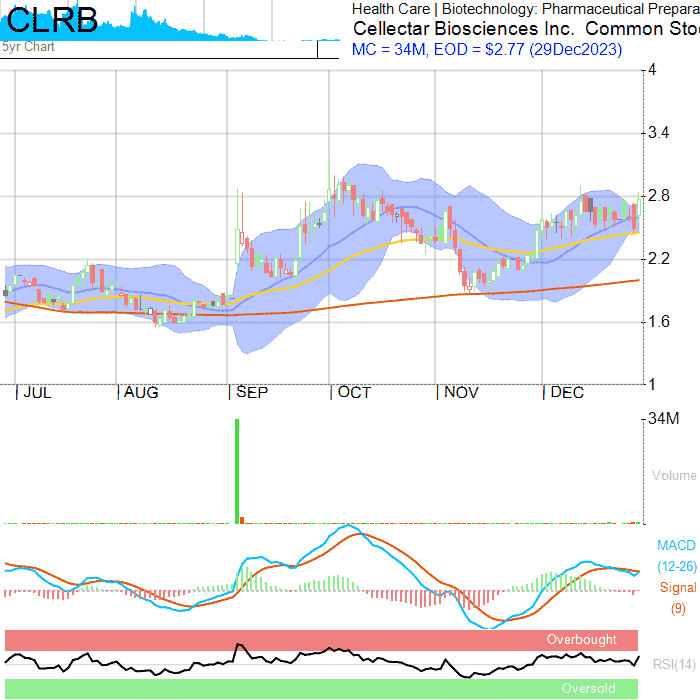 CLRB
5yr Chart
Health Care | Biotechnology: Pharmaceutical Prepara
Cellectar Biosciences Inc. Common Sto
MC = 34M, EOD = $2.77 (29Dec2023)
4
3.4
2.8
2.2
1.6
1
JUL AUG SEP OCT NOV DEC
34M
Volume
MACD
(12-26)
Signal
(9)
Overbought
RSI(14)
Oversold